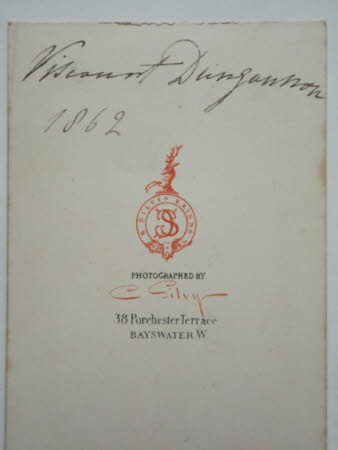 Viscount Dungannon
1862
PHOTOGRAPHED BY
C Silvy
38 Porchester Terrace
BAYSWATER W